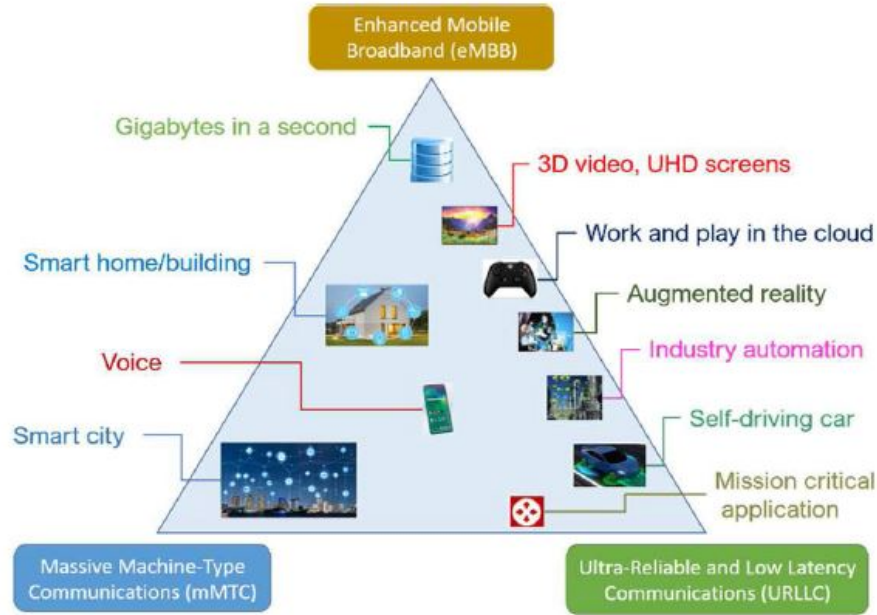 Enhanced Mobile
Broadband (eMBB)
Gigabytes in a second
3D video, UHD screens
Work and play in the cloud
Smart home/building
Augmented reality
Industry automation
Voice
Self-driving car
Smart city
Mission critical
application
Massive Machine-Type
Communications (mMTC)
Ultra-Reliable and Low Latency
Communications (URLLC)